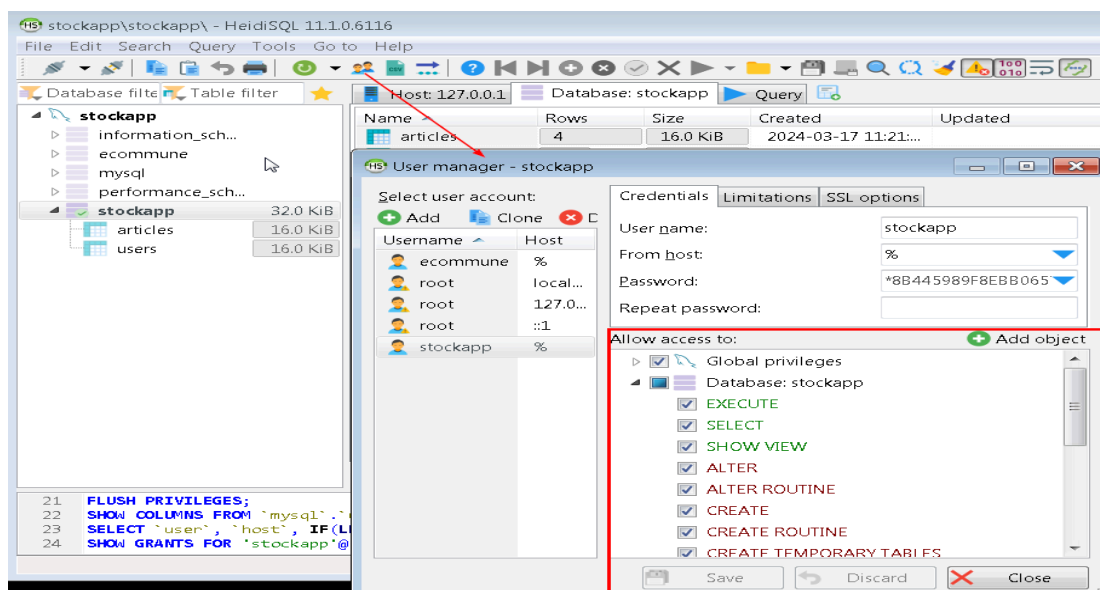 stockapp\stockapp\ - HeidiSQL 11.1.0.6116
File Edit Search Query Tools Go to Help
Database filte Table filter
Host: 127.0.0.1 Database: stockapp Query
stockapp
information_sch...
ecommune
mysql
performance_sch...
stockapp 32.0 KiB
articles 16.0 KiB
users 16.0 KiB
Name Rows Size Created Updated
articles 4 16.0 KiB 2024-03-17 11:21:...
User manager - stockapp
Select user account:
Add Clone D
Username Host
ecommune %
root local...
root 127.0...
root ::1
stockapp %
Credentials Limitations SSL options
User name: stockapp
From host: %
Password: *8B445989F8EBB065
Repeat password:
Allow access to: Add object
Global privileges
Database: stockapp
EXECUTE
SELECT
SHOW VIEW
ALTER
ALTER ROUTINE
CREATE
CREATE ROUTINE
CREATE TEMPORARY TABLES
Save Discard Close
21 FLUSH PRIVILEGES;
22 SHOW COLUMNS FROM `mysql`.`
23 SELECT `user`, `host`, IF(L
24 SHOW GRANTS FOR 'stockapp'@